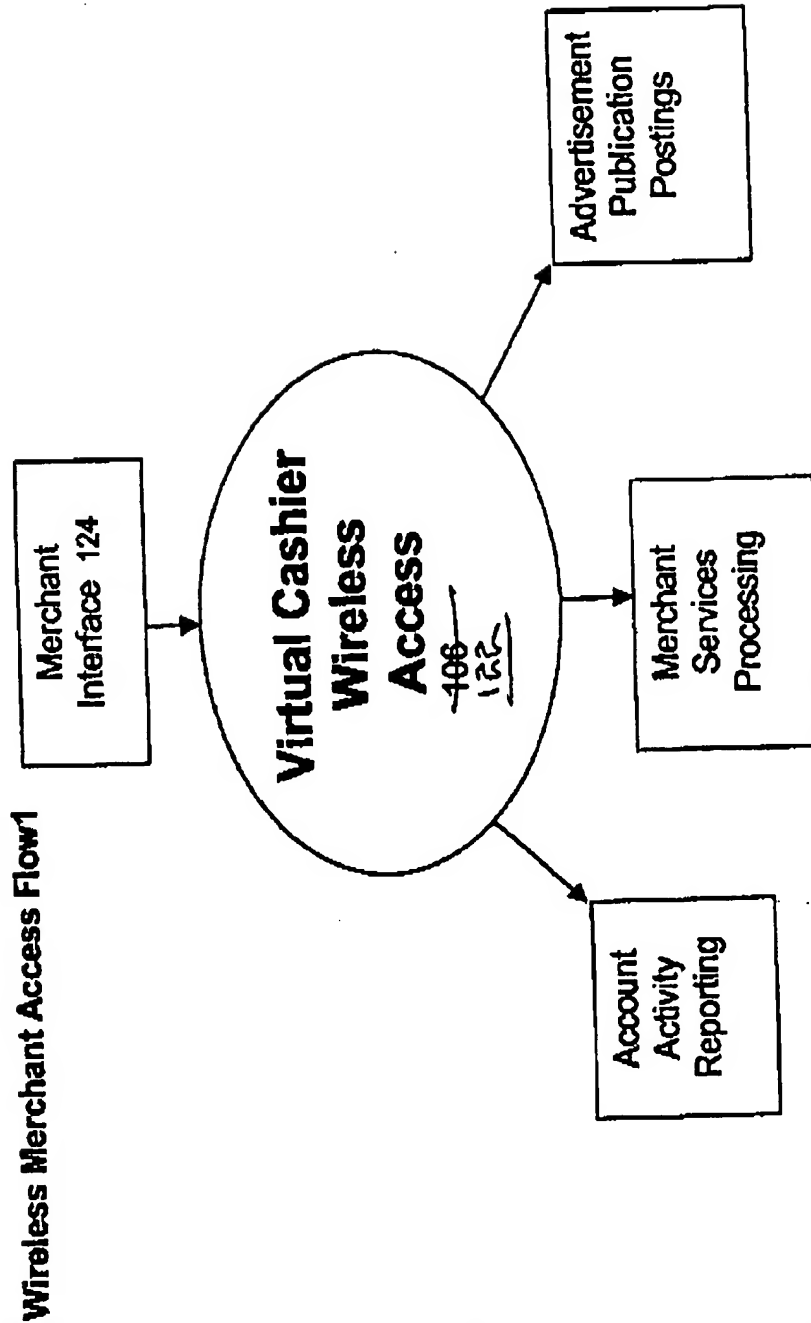 Wireless Merchant Access Flow1
Merchant
Interface 124
Virtual Cashier
Wireless
Access
106
122
Account
Activity
Reporting
Merchant
Services
Processing
Advertisement
Publication
Postings